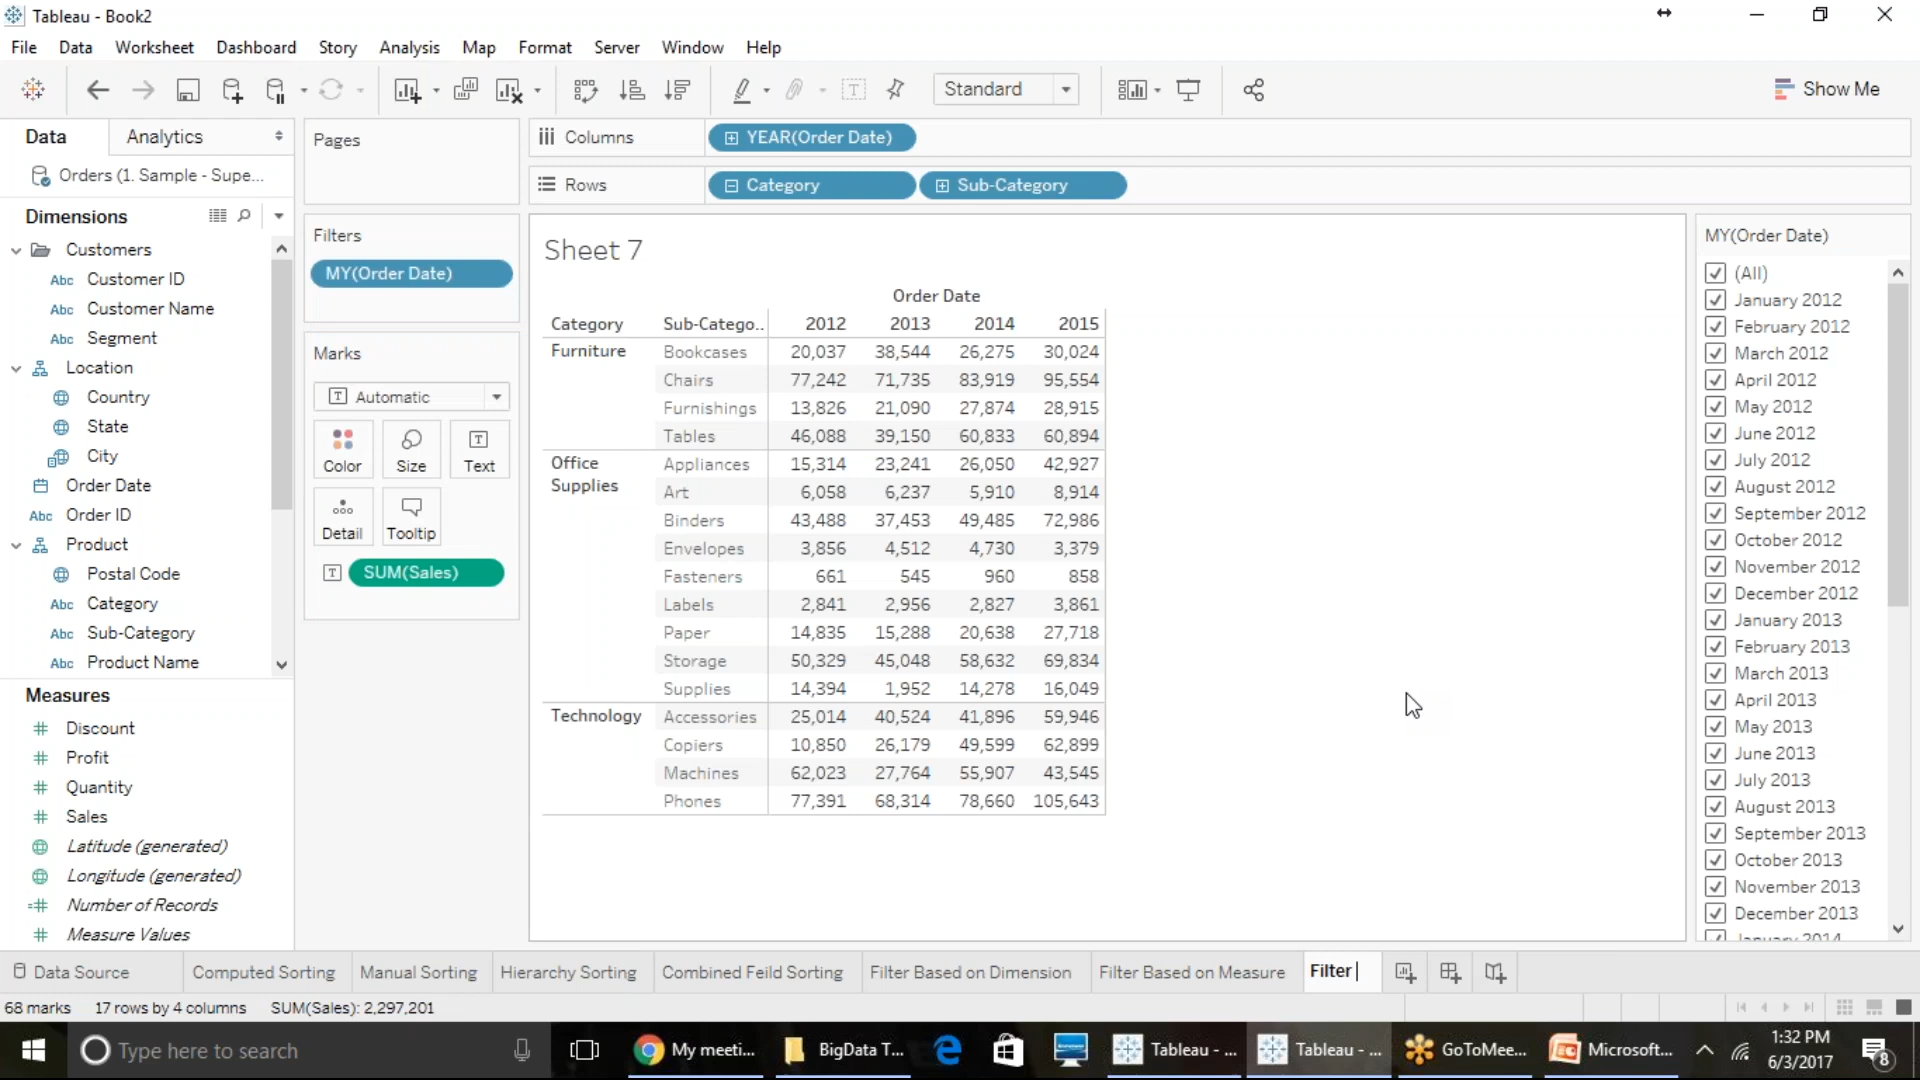 Tableau - Book2
File Data Worksheet Dashboard Story Analysis Map Format Server Window Help
Standard
Show Me
Data Analytics
Orders (1. Sample - Supe...
Dimensions
Customers
Abc Customer ID
Abc Customer Name
Abc Segment
Location
Country
State
City
Order Date
Abc Order ID
Product
Postal Code
Abc Category
Abc Sub-Category
Abc Product Name
Measures
Discount
Profit
Quantity
Sales
Latitude (generated)
Longitude (generated)
Number of Records
Measure Values
Pages
Filters
MY(Order Date)
Marks
Automatic
Color Size Text
Detail Tooltip
SUM(Sales)
Columns YEAR(Order Date)
Rows Category Sub-Category
Sheet 7
Order Date
Category Sub-Catego.. 2012 2013 2014 2015
Furniture Bookcases 20,037 38,544 26,275 30,024
Chairs 77,242 71,735 83,919 95,554
Furnishings 13,826 21,090 27,874 28,915
Tables 46,088 39,150 60,833 60,894
Office Supplies Appliances 15,314 23,241 26,050 42,927
Art 6,058 6,237 5,910 8,914
Binders 43,488 37,453 49,485 72,986
Envelopes 3,856 4,512 4,730 3,379
Fasteners 661 545 960 858
Labels 2,841 2,956 2,827 3,861
Paper 14,835 15,288 20,638 27,718
Storage 50,329 45,048 58,632 69,834
Supplies 14,394 1,952 14,278 16,049
Technology Accessories 25,014 40,524 41,896 59,946
Copiers 10,850 26,179 49,599 62,899
Machines 62,023 27,764 55,907 43,545
Phones 77,391 68,314 78,660 105,643
MY(Order Date)
(All)
January 2012
February 2012
March 2012
April 2012
May 2012
June 2012
July 2012
August 2012
September 2012
October 2012
November 2012
December 2012
January 2013
February 2013
March 2013
April 2013
May 2013
June 2013
July 2013
August 2013
September 2013
October 2013
November 2013
December 2013
January 2014
Data Source Computed Sorting Manual Sorting Hierarchy Sorting Combined Feild Sorting Filter Based on Dimension Filter Based on Measure Filter
68 marks 17 rows by 4 columns SUM(Sales): 2,297,201
Type here to search
My meeti...
BigData T...
Tableau - ...
Tableau - ...
GoToMee...
Microsoft...
1:32 PM
6/3/2017
8